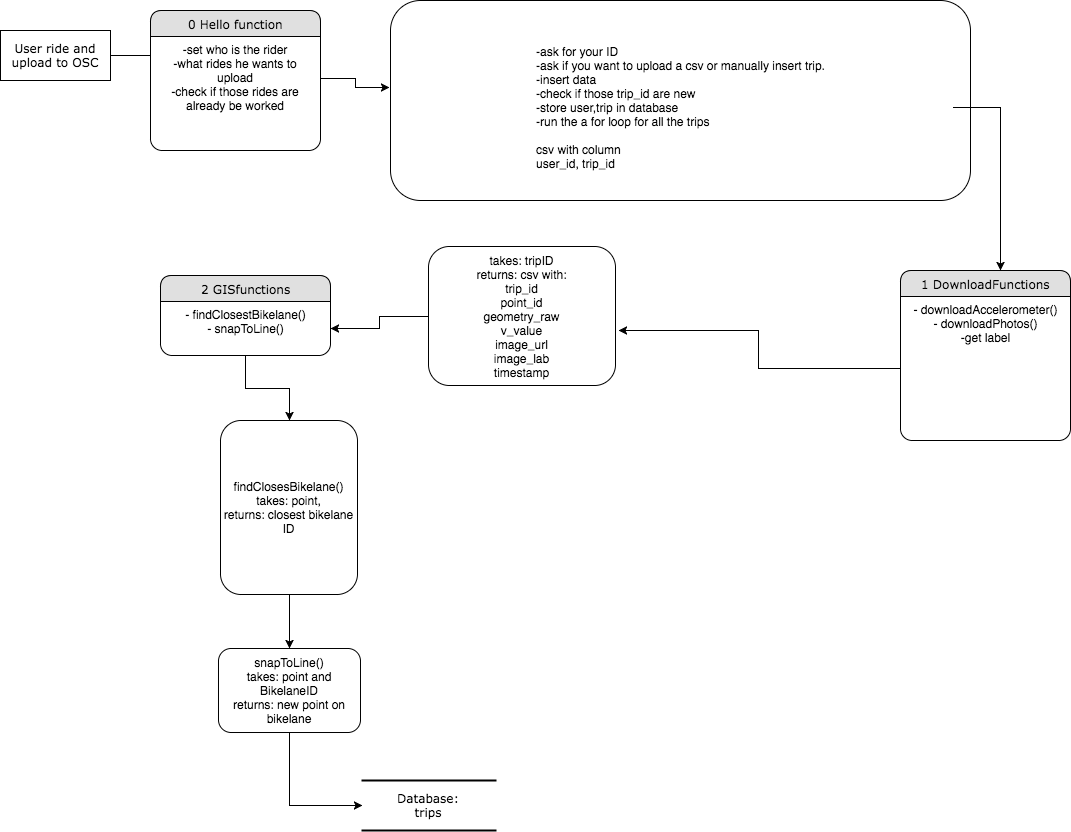 User ride and
upload to OSC
0 Hello function
-set who is the rider
-what rides he wants to
upload
-check if those rides are
already be worked
-ask for your ID
-ask if you want to upload a csv or manually insert trip.
-insert data
-check if those trip_id are new
-store user,trip in database
-run the a for loop for all the trips
csv with column
user_id, trip_id
1 DownloadFunctions
- downloadAccelerometer()
- downloadPhotos()
-get label
takes: tripID
returns: csv with:
trip_id
point_id
geometry_raw
v_value
image_url
image_lab
timestamp
2 GISfunctions
- findClosestBikelane()
- snapToLine()
findClosesBikelane()
takes: point,
returns: closest bikelane
ID
snapToLine()
takes: point and
BikelaneID
returns: new point on
bikelane
Database:
trips